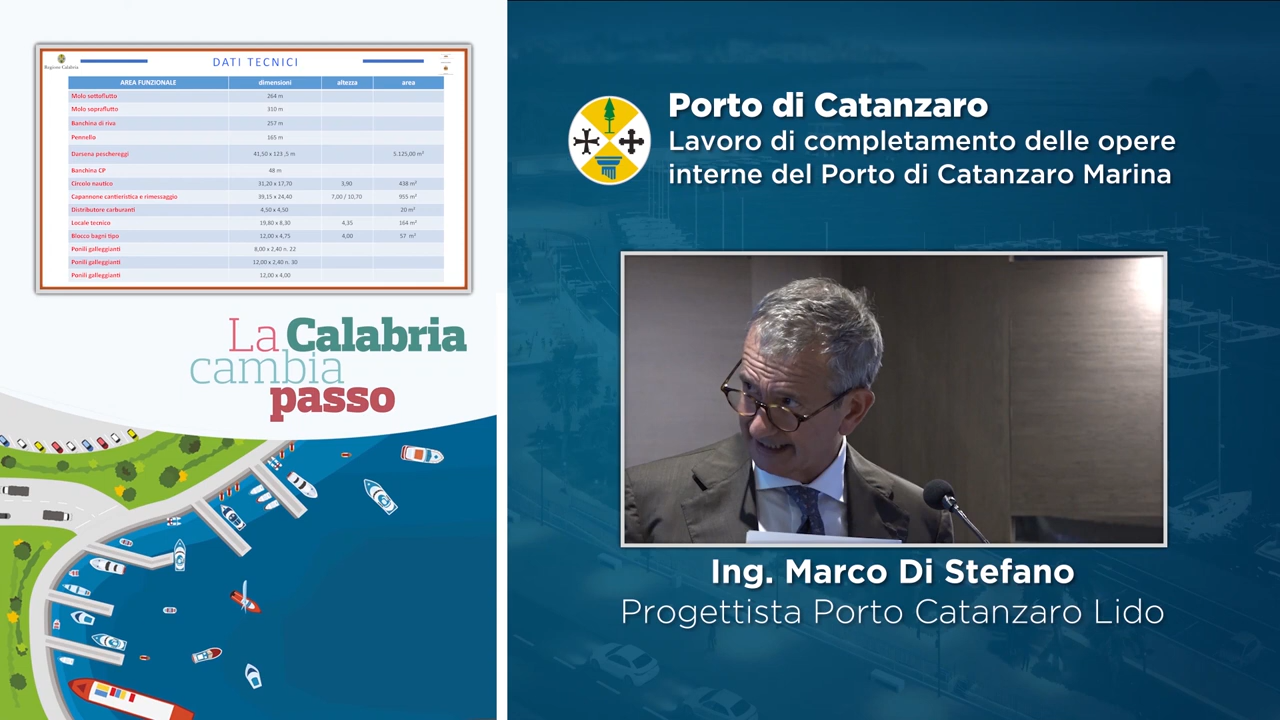 Regione Calabria
DATI TECNICI
AREA FUNZIONALE dimensioni altezza area
Molo sottoflutto 264 m
Molo sopraflutto 310 m
Banchina di riva 257 m
Pennello 165 m
Darsena pescherecci 41,50 x 123 ,5 m 5.125,00 m²
Banchina CP 48 m
Circolo nautico 31,20 x 17,70 3,90 438 m²
Capannone cantieristica e rimessaggio 39,15 x 24,40 7,00 / 10,70 955 m²
Distributore carburanti 4,50 x 4,50 20 m²
Locale tecnico 19,80 x 8,30 4,35 164 m²
Blocco bagni tipo 12,00 x 4,75 4,00 57 m²
Pontili galleggianti 8,00 x 2,40 n. 22
Pontili galleggianti 12,00 x 2,40 n. 30
Pontili galleggianti 12,00 x 4,00
La Calabria
cambia
passo
Porto di Catanzaro
Lavoro di completamento delle opere
interne del Porto di Catanzaro Marina
Ing. Marco Di Stefano
Progettista Porto Catanzaro Lido